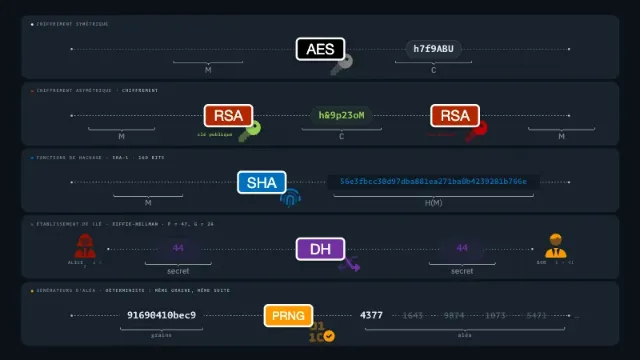 CHIFFREMENT SYMÉTRIQUE
AES
h7f9ABU
M
C
CHIFFREMENT ASYMÉTRIQUE · CHIFFREMENT
RSA
h&9p23oM
RSA
clé publique
M
C
M
FONCTIONS DE HACHAGE · SHA-1 · 160 BITS
SHA
M
H(M)
ÉTABLISSEMENT DE CLÉ · DIFFIE-HELLMAN · P = 47, G =
44
DH
44
ALICE
secret
secret
GÉNÉRATEURS D'ALÉA · DÉTERMINISTE : MÊME GRAINE, MÊME SUITE
91690410bec9
PRNG
4377
1643
9874
1073
5471
…
graine
aléa